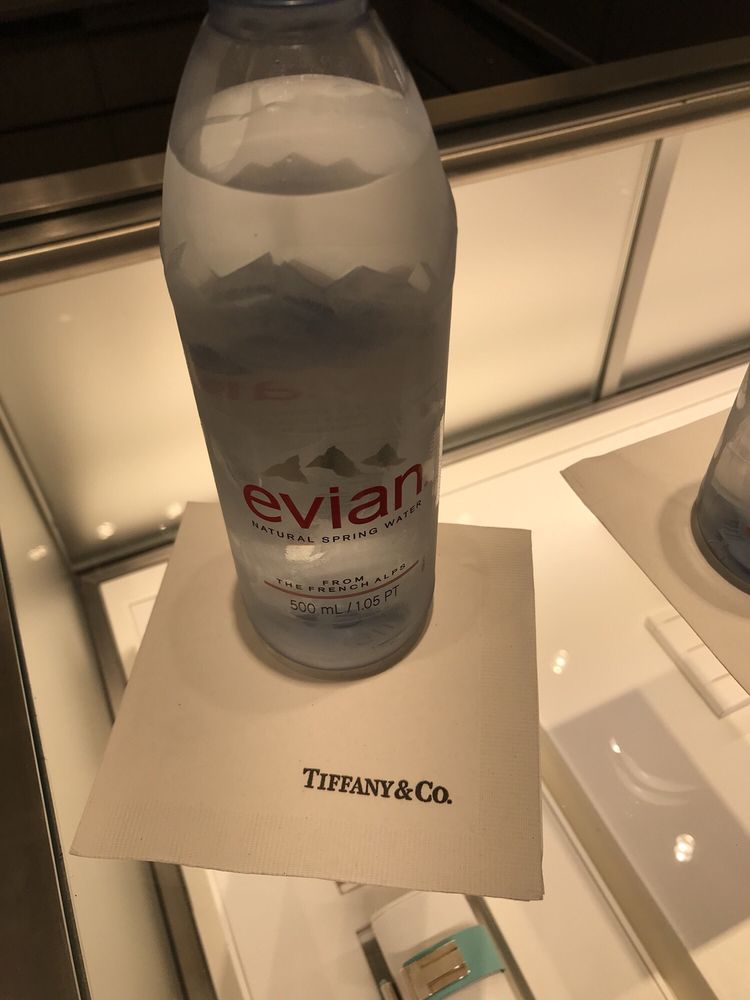 evian
NATURAL SPRING WATER
FROM
THE FRENCH ALPS
500 mL / 1.05 PT
TIFFANY & CO.